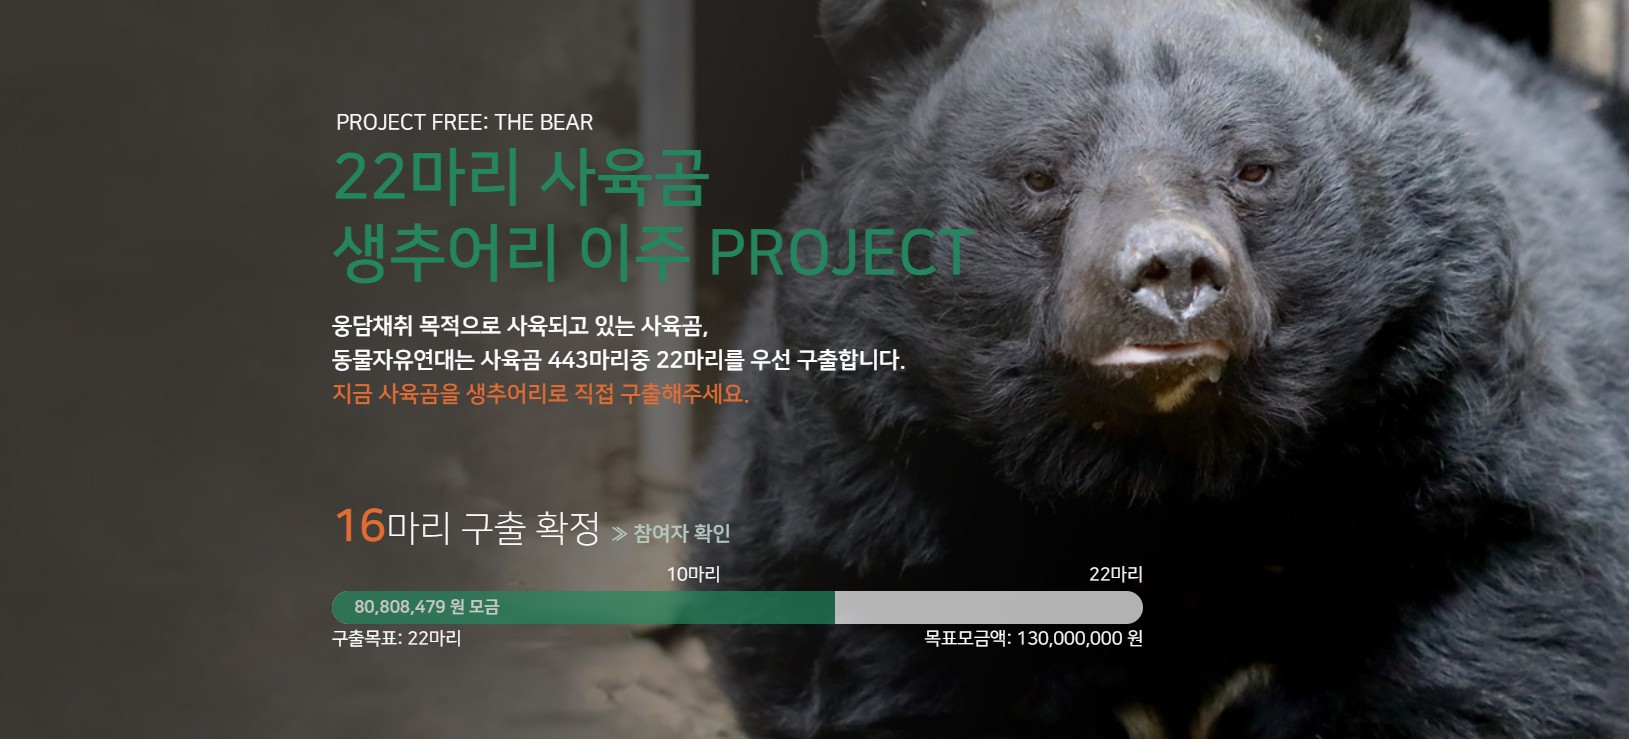 PROJECT FREE: THE BEAR
22마리 사육곰
생추어리 이주 PROJECT
웅담채취 목적으로 사육되고 있는 사육곰,
동물자유연대는 사육곰 443마리중 22마리를 우선 구출합니다.
지금 사육곰을 생추어리로 직접 구출해주세요.
16마리 구출 확정 ≫ 참여자 확인
10마리 22마리
80,808,479 원 모금
구출목표: 22마리 목표모금액: 130,000,000 원